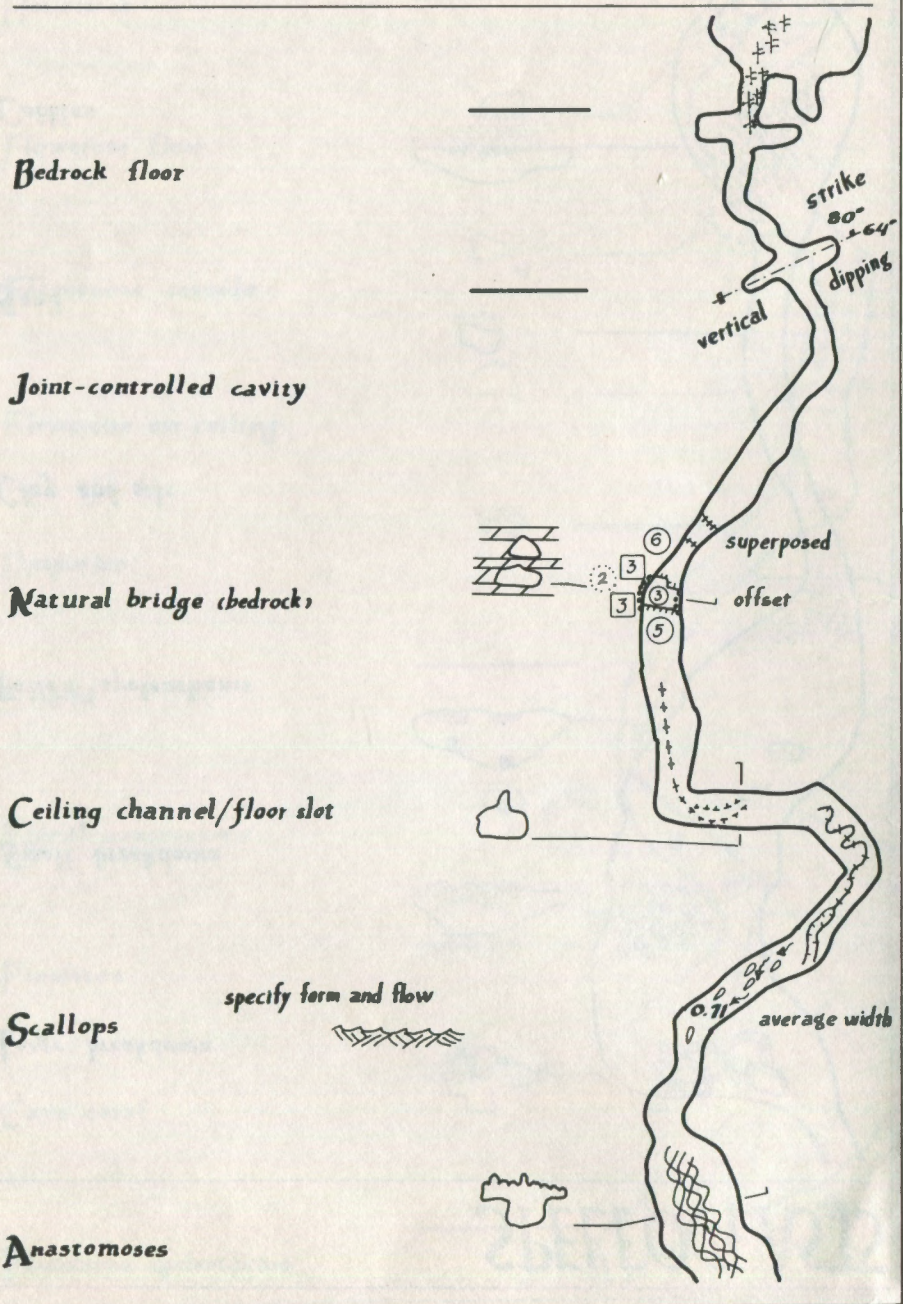 Bedrock floor
strike
80°
64°
dipping
vertical
Joint-controlled cavity
6
superposed
3
2
Natural bridge (bedrock)
3
3
offset
5
Ceiling channel/floor slot
specify form and flow
0.71
average width
Scallops
Anastomoses